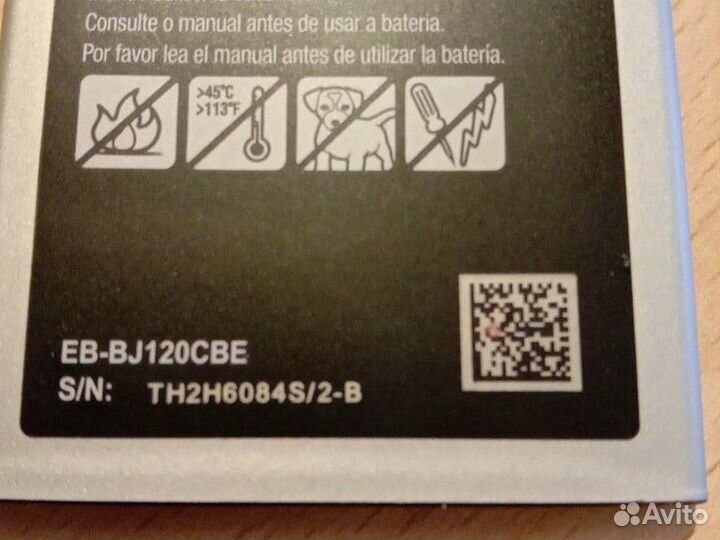 Consulte o manual antes de usar a bateria.
Por favor lea el manual antes de utilizar la batería.
>45°C
>113°F
EB-BJ120CBE
S/N: TH2H6084S/2-B
Avito